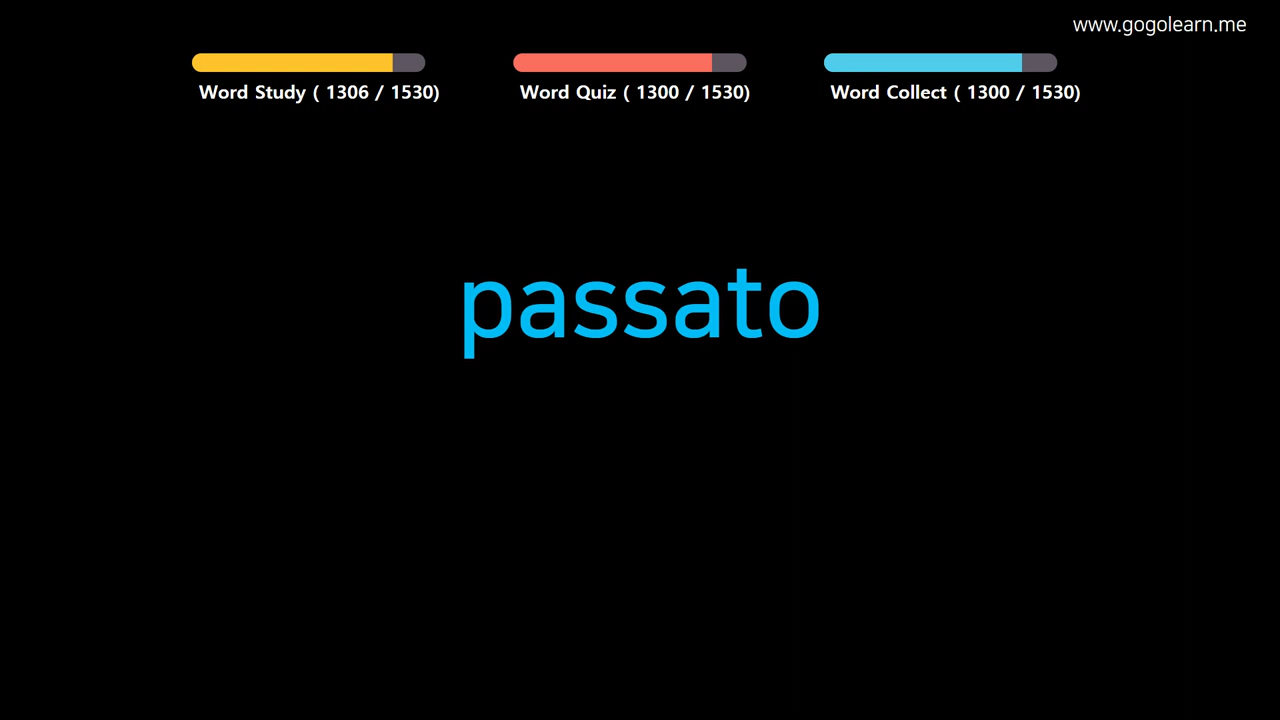 www.gogolearn.me
Word Study ( 1306 / 1530)
Word Quiz ( 1300 / 1530)
Word Collect ( 1300 / 1530)
passato